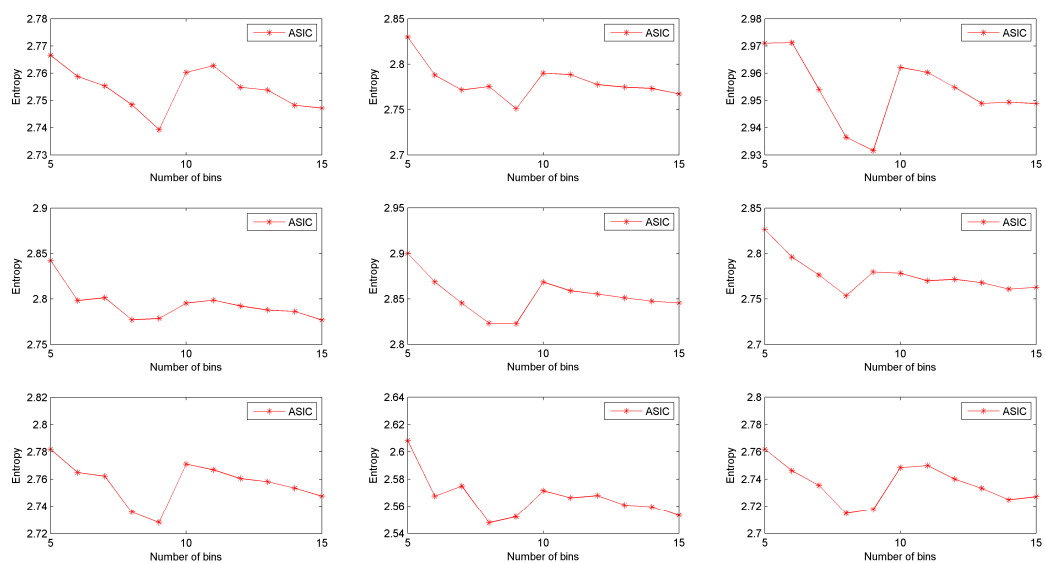 2.78
2.77
2.76
2.75
2.74
2.73
Entropy
5
10
15
Number of bins
ASIC
2.85
2.8
2.75
2.7
Entropy
5
10
15
Number of bins
ASIC
2.98
2.97
2.96
2.95
2.94
2.93
Entropy
5
10
15
Number of bins
ASIC
2.9
2.85
2.8
2.75
Entropy
5
10
15
Number of bins
ASIC
2.95
2.9
2.85
2.8
Entropy
5
10
15
Number of bins
ASIC
2.85
2.8
2.75
2.7
Entropy
5
10
15
Number of bins
ASIC
2.82
2.8
2.78
2.76
2.74
2.72
Entropy
5
10
15
Number of bins
ASIC
2.64
2.62
2.6
2.58
2.56
2.54
Entropy
5
10
15
Number of bins
ASIC
2.8
2.78
2.76
2.74
2.72
2.7
Entropy
5
10
15
Number of bins
ASIC